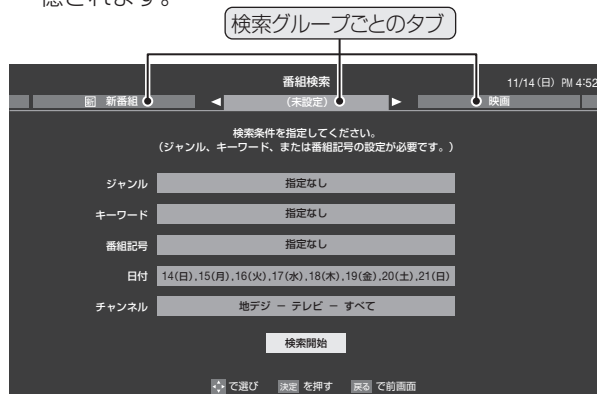 憶されます。
検索グループごとのタブ
番組検索 11/14(日) PM 4:52
新 新番組 ◀ (未設定) ▶ 映画
検索条件を指定してください。
(ジャンル、キーワード、または番組記号の設定が必要です。)
ジャンル 指定なし
キーワード 指定なし
番組記号 指定なし
日付 14(日),15(月),16(火),17(水),18(木),19(金),20(土),21(日)
チャンネル 地デジ － テレビ － すべて
検索開始
で選び 決定 を押す 戻る で前画面